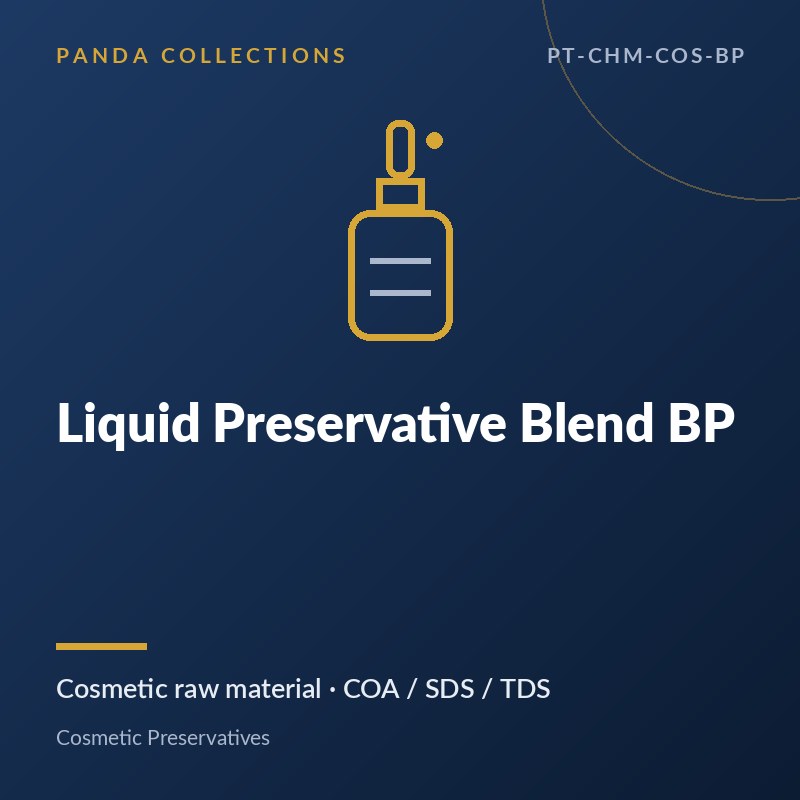 PANDA COLLECTIONS
PT-CHM-COS-BP
Liquid Preservative Blend BP
Cosmetic raw material · COA / SDS / TDS
Cosmetic Preservatives